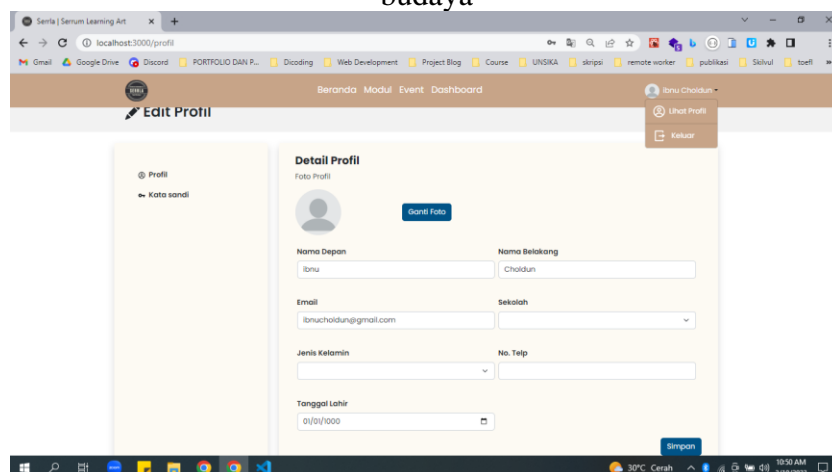 budaya
Serrla | Serrum Learning Art
localhost:3000/profil
Gmail Google Drive Discord PORTFOLIO DAN P... Dicoding Web Development Project Blog Course UNSIKA skripsi remote worker publikasi Skilvul toefl
Beranda Modul Event Dashboard Ibnu Choldun
Edit Profil
Lihat Profil
Keluar
Detail Profil
Foto Profil
Profil
Kata sandi
Ganti Foto
Nama Depan Nama Belakang
ibnu Choldun
Email Sekolah
ibnucholdun@gmail.com
Jenis Kelamin No. Telp
Tanggal Lahir
01/01/1000
Simpan
30°C Cerah 10:50 AM